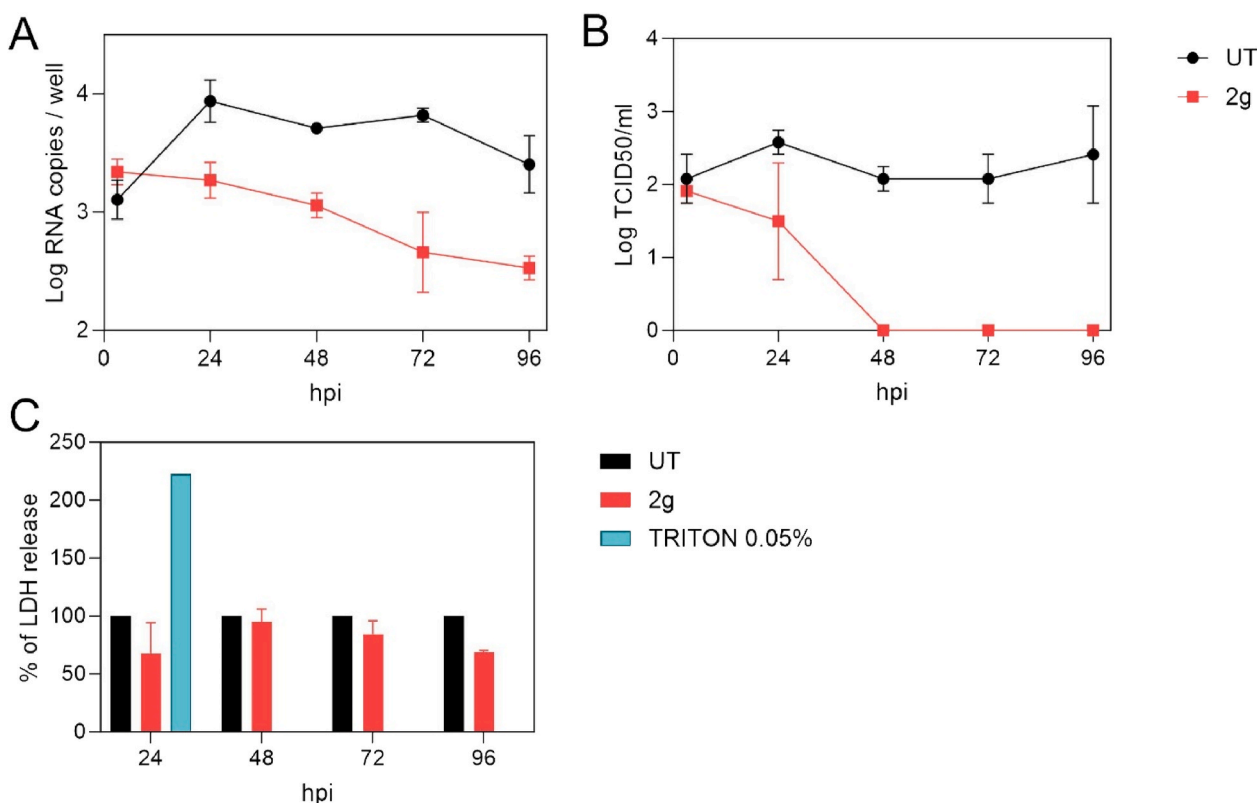 A
Log RNA copies / well
4
3
2
0 24 48 72 96
hpi
B
Log TCID50/ml
4
3
2
1
0
0 24 48 72 96
hpi
UT
2g
C
% of LDH release
250
200
150
100
50
0
24 48 72 96
hpi
UT
2g
TRITON 0.05%